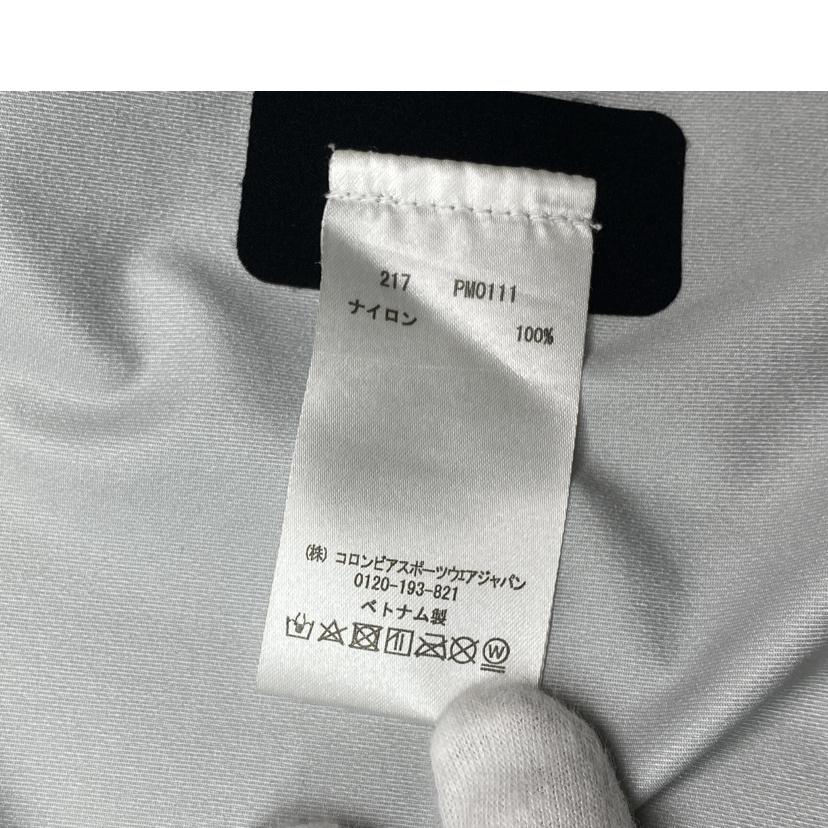 217 PM0111
ナイロン 100%
(株) コロンビアスポーツウエアジャパン
0120-193-821
ベトナム製
W